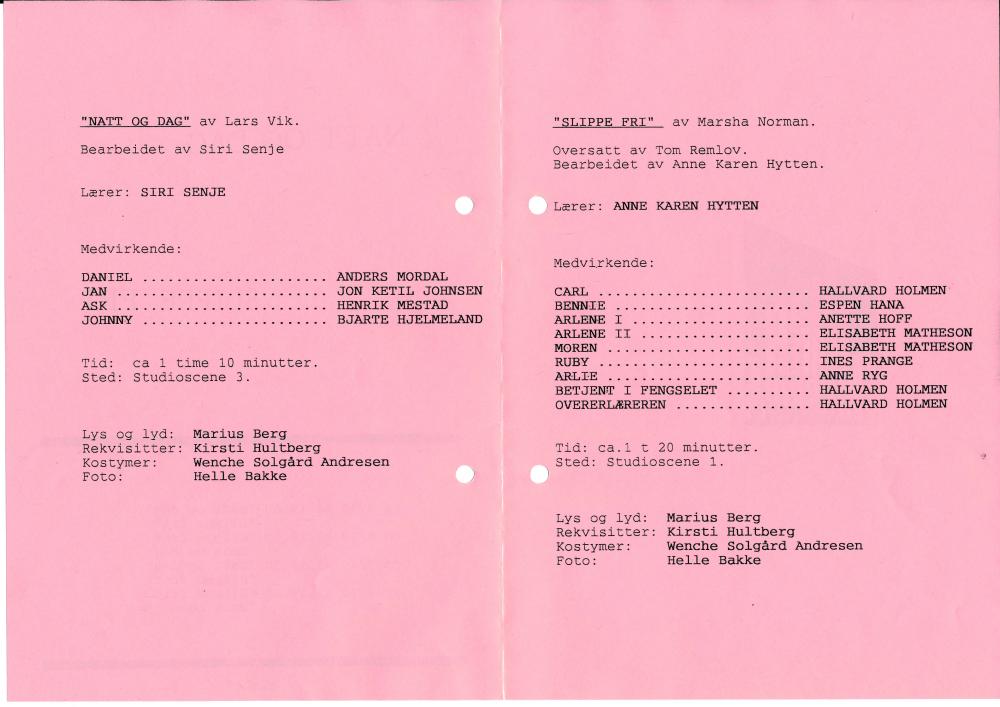 "NATT OG DAG" av Lars Vik.
Bearbeidet av Siri Senje
Lærer: SIRI SENJE
Medvirkende:
DANIEL ...................... ANDERS MORDAL
JAN ......................... JON KETIL JOHNSEN
ASK ......................... HENRIK MESTAD
JOHNNY ...................... BJARTE HJELMELAND
Tid: ca 1 time 10 minutter.
Sted: Studioscene 3.
Lys og lyd: Marius Berg
Rekvisitter: Kirsti Hultberg
Kostymer: Wenche Solgård Andresen
Foto: Helle Bakke
"SLIPPE FRI" av Marsha Norman.
Oversatt av Tom Remlov.
Bearbeidet av Anne Karen Hytten.
Lærer: ANNE KAREN HYTTEN
Medvirkende:
CARL ......................... HALLVARD HOLMEN
BENNIE ....................... ESPEN HANA
ARLENE I ..................... ANETTE HOFF
ARLENE II .................... ELISABETH MATHESON
MOREN ........................ ELISABETH MATHESON
RUBY ......................... INES PRANGE
ARLIE ........................ ANNE RYG
BETJENT I FENGSELET .......... HALLVARD HOLMEN
OVERERLÆREREN ................ HALLVARD HOLMEN
Tid: ca.1 t 20 minutter.
Sted: Studioscene 1.
Lys og lyd: Marius Berg
Rekvisitter: Kirsti Hultberg
Kostymer: Wenche Solgård Andresen
Foto: Helle Bakke